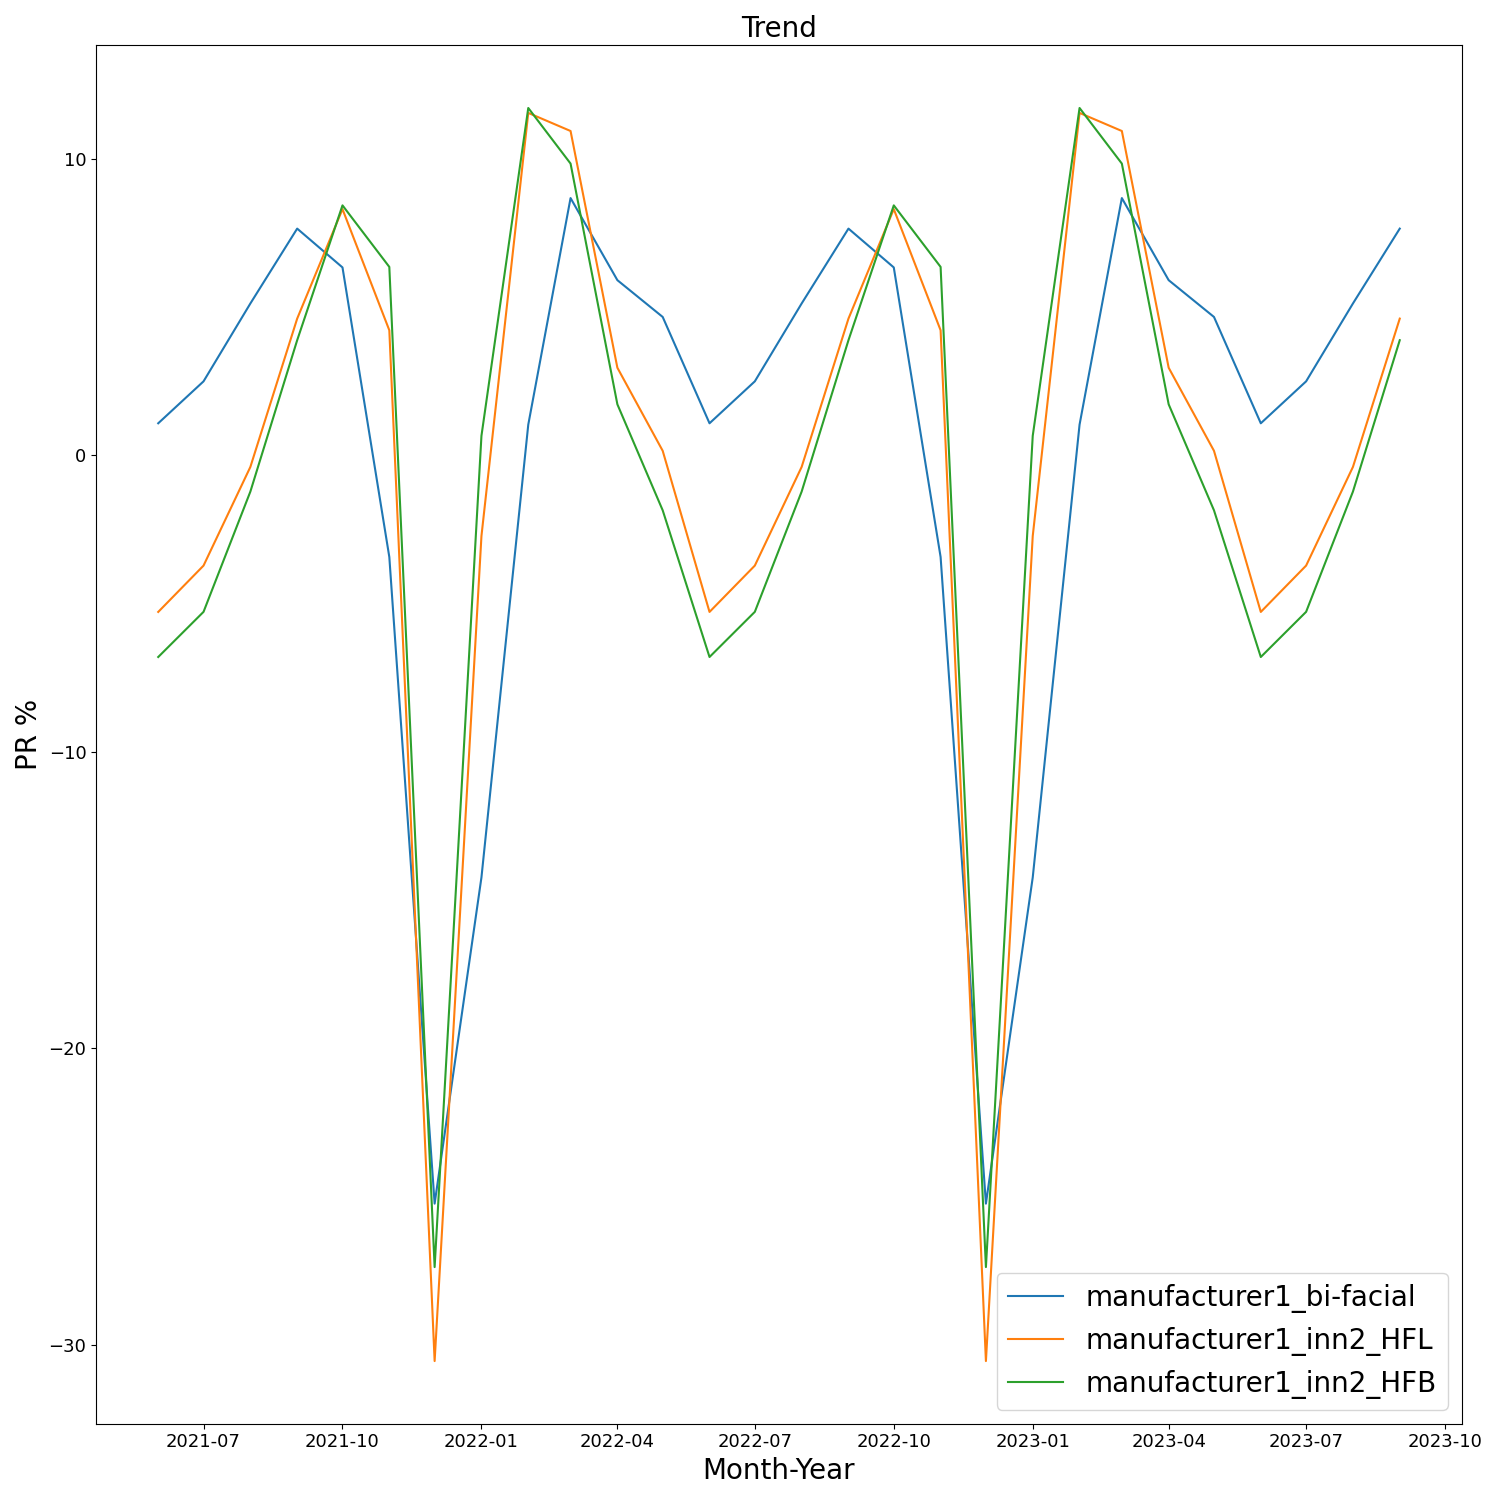 Trend
PR %
10
0
−10
−20
−30
2021-07 2021-10 2022-01 2022-04 2022-07 2022-10 2023-01 2023-04 2023-07 2023-10
Month-Year
manufacturer1_bi-facial
manufacturer1_inn2_HFL
manufacturer1_inn2_HFB